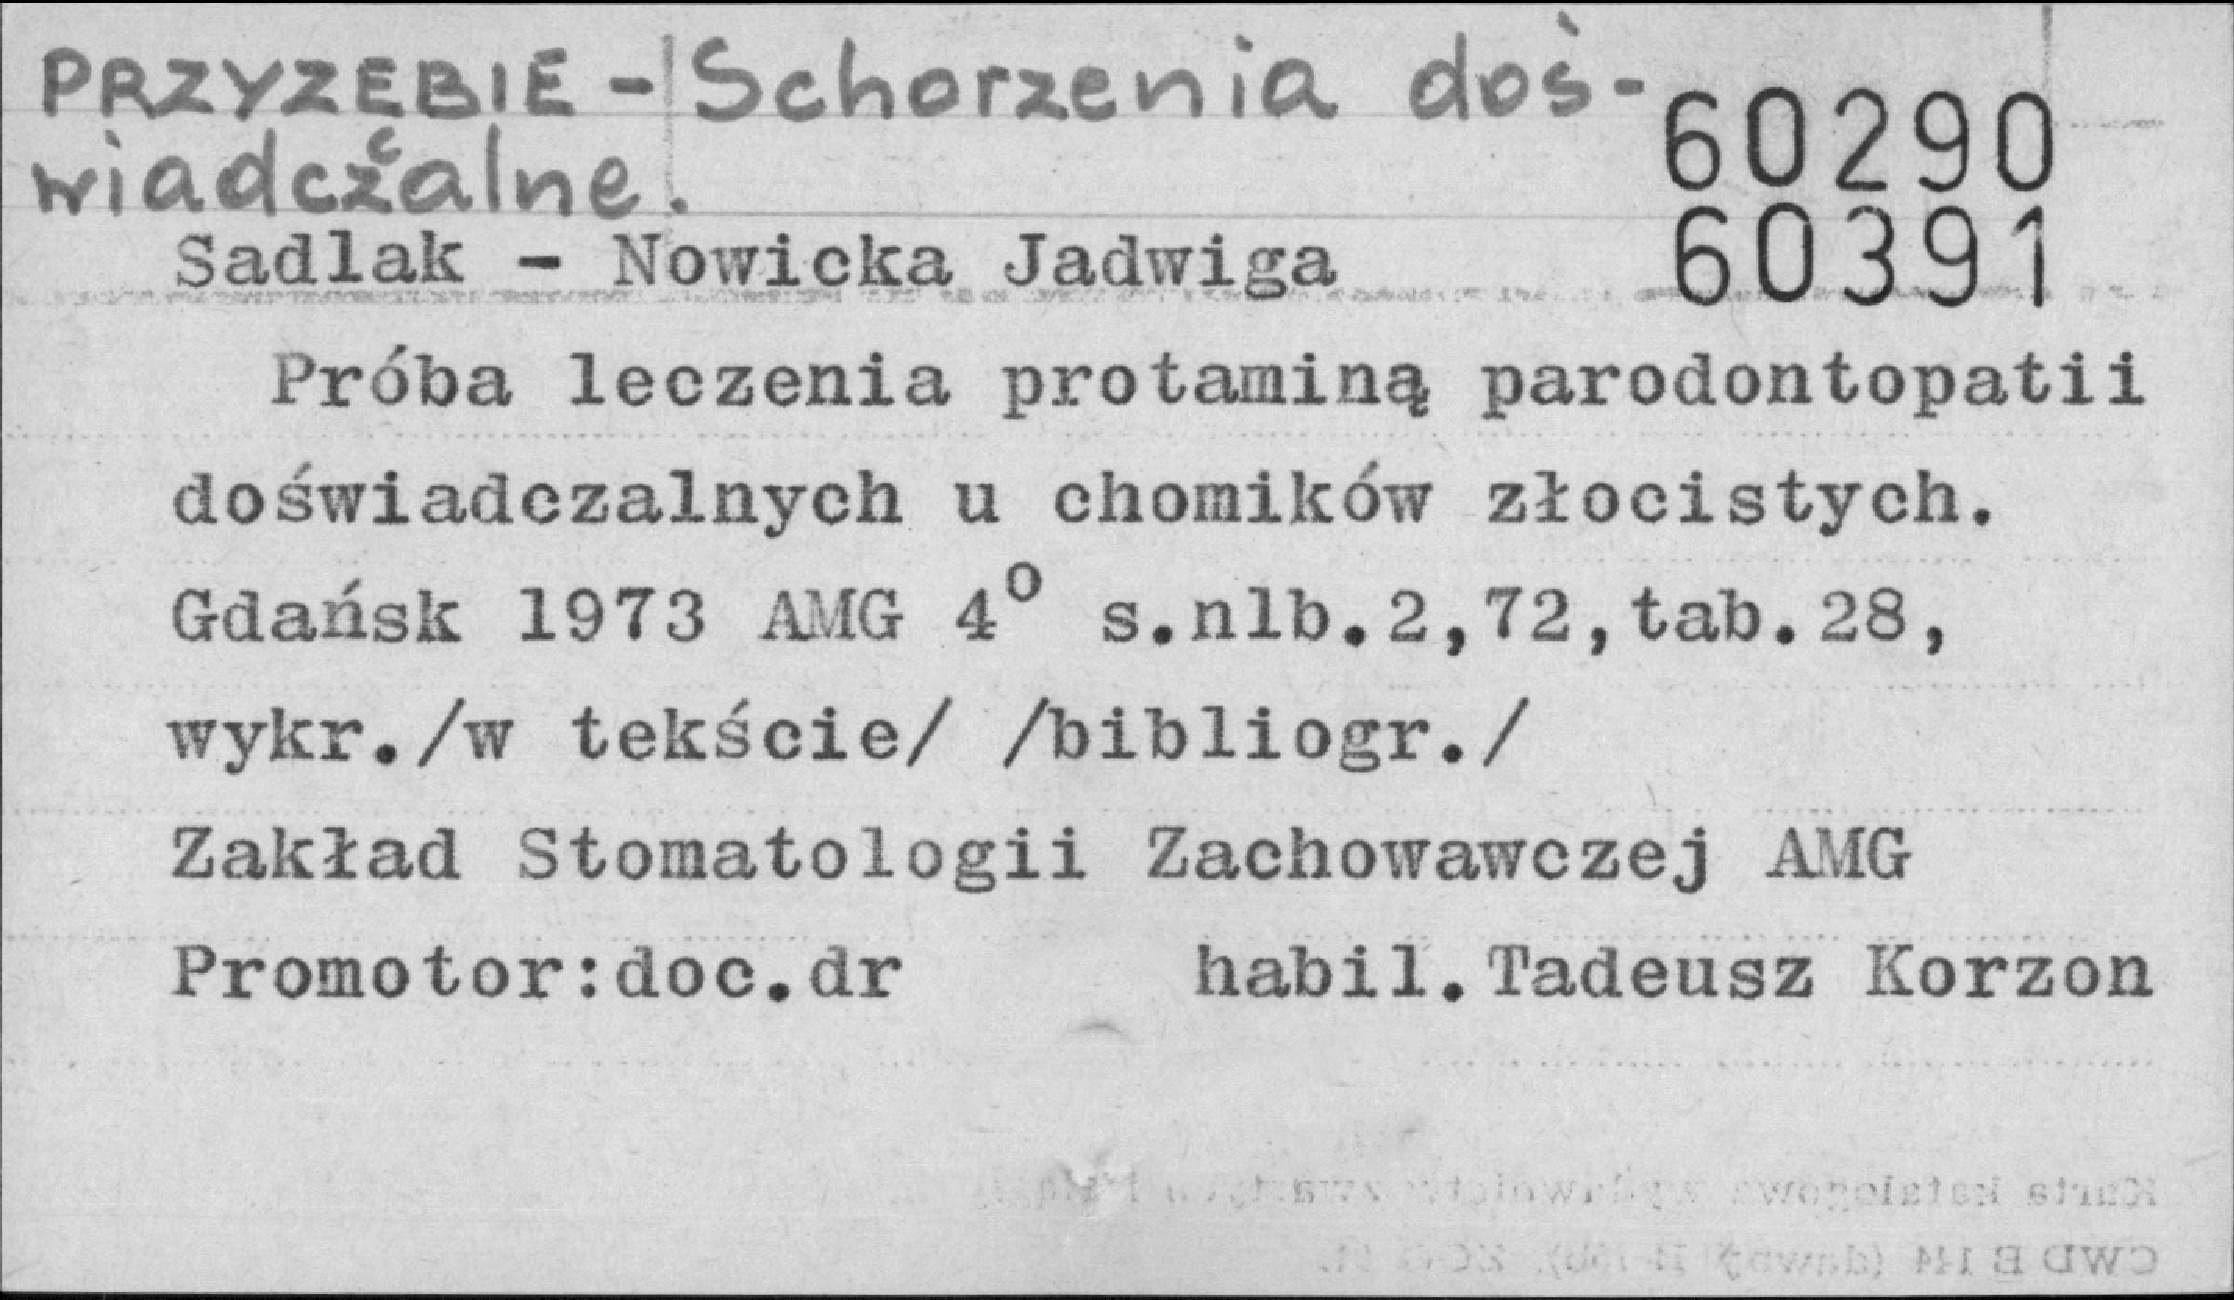 PRZYZĘBIE - Schorzenia doś-
wiadczalne.
60290
60391
Sadlak - Nowicka Jadwiga
Próba leczenia protaminą parodontopatii
doświadczalnych u chomików złocistych.
Gdańsk 1973 AMG 4° s.nlb.2,72,tab.28,
wykr./w tekście/ /bibliogr./
Zakład Stomatologii Zachowawczej AMG
Promotor:doc.dr habil.Tadeusz Korzon